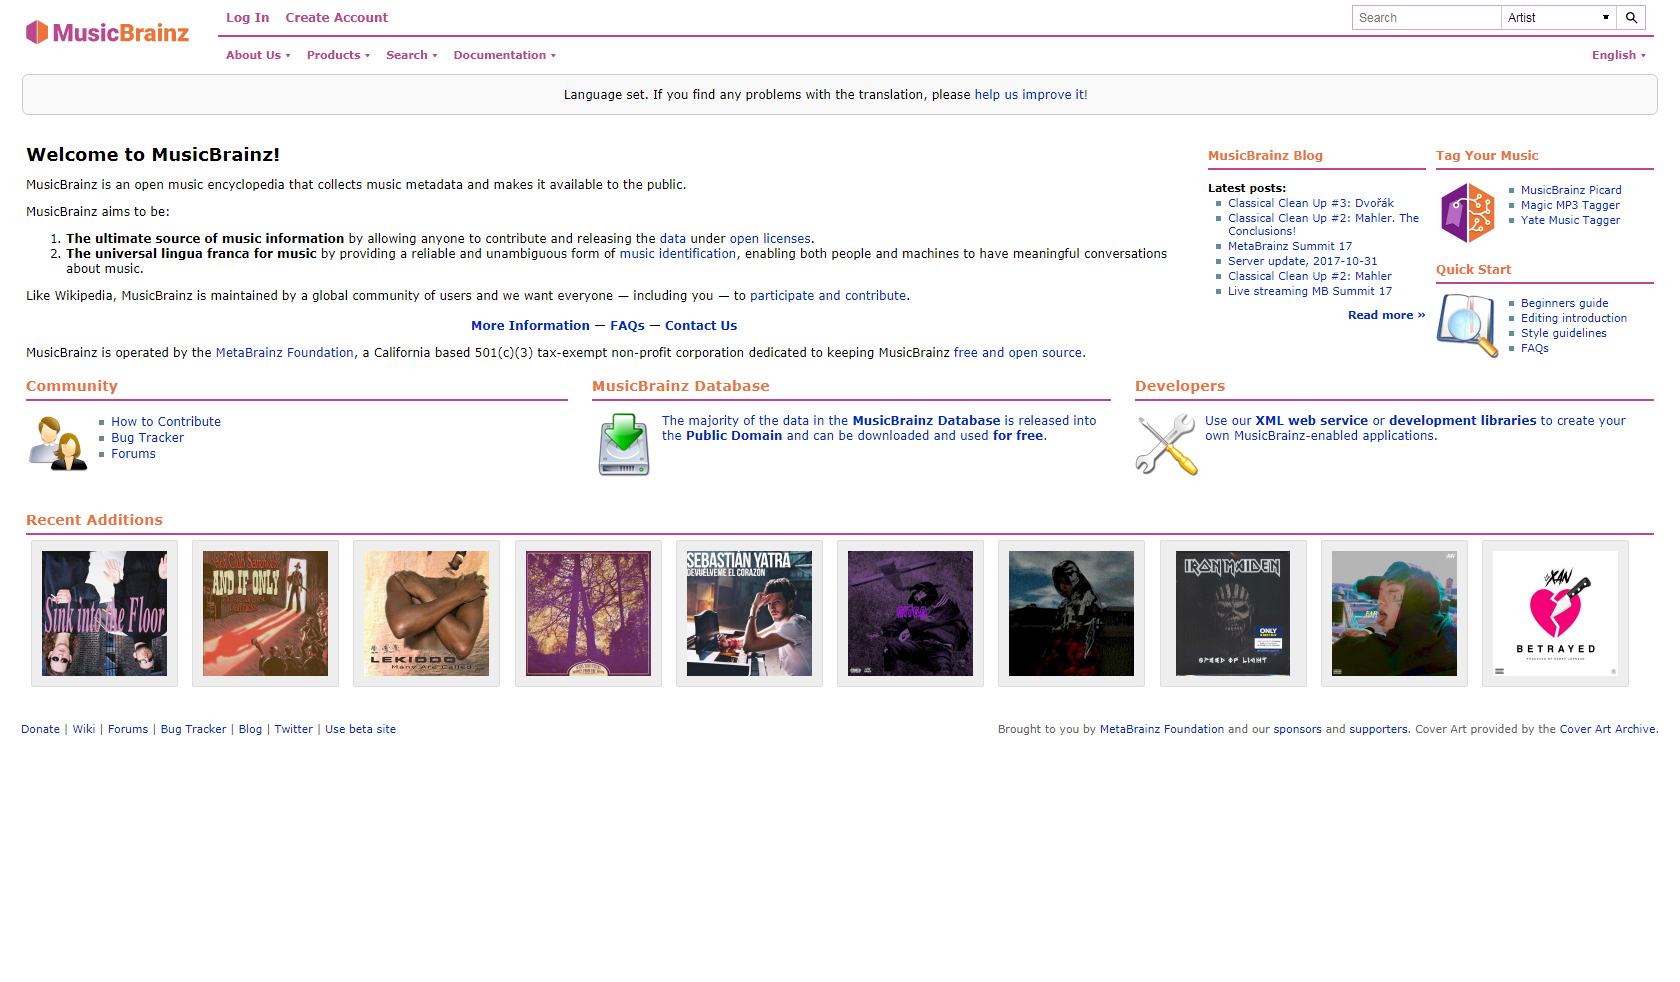 MusicBrainz
Log In Create Account
Search Artist
About Us Products Search Documentation English
Language set. If you find any problems with the translation, please help us improve it!
Welcome to MusicBrainz!
MusicBrainz is an open music encyclopedia that collects music metadata and makes it available to the public.
MusicBrainz aims to be:
1. The ultimate source of music information by allowing anyone to contribute and releasing the data under open licenses.
2. The universal lingua franca for music by providing a reliable and unambiguous form of music identification, enabling both people and machines to have meaningful conversations
about music.
Like Wikipedia, MusicBrainz is maintained by a global community of users and we want everyone — including you — to participate and contribute.
More Information — FAQs — Contact Us
MusicBrainz is operated by the MetaBrainz Foundation, a California based 501(c)(3) tax-exempt non-profit corporation dedicated to keeping MusicBrainz free and open source.
MusicBrainz Blog
Latest posts:
Classical Clean Up #3: Dvořák
Classical Clean Up #2: Mahler. The
Conclusions!
MetaBrainz Summit 17
Server update, 2017-10-31
Classical Clean Up #2: Mahler
Live streaming MB Summit 17
Read more »
Tag Your Music
MusicBrainz Picard
Magic MP3 Tagger
Yate Music Tagger
Quick Start
Beginners guide
Editing introduction
Style guidelines
FAQs
Community
How to Contribute
Bug Tracker
Forums
MusicBrainz Database
The majority of the data in the MusicBrainz Database is released into
the Public Domain and can be downloaded and used for free.
Developers
Use our XML web service or development libraries to create your
own MusicBrainz-enabled applications.
Recent Additions
Sink into the Floor
AND IF ONLY
LEKIODO
Many Are Called
SEBASTIÁN YATRA
DEVUÉLVEME EL CORAZÓN
IRON MAIDEN
ONLY
SPEED OF LIGHT
XAN
BETRAYED
Donate | Wiki | Forums | Bug Tracker | Blog | Twitter | Use beta site
Brought to you by MetaBrainz Foundation and our sponsors and supporters. Cover Art provided by the Cover Art Archive.